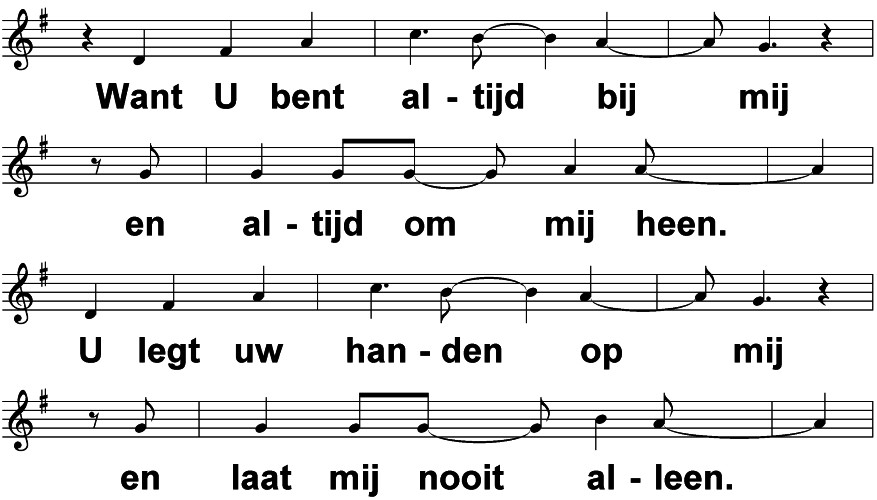 Want U bent al - tijd bij mij
en al - tijd om mij heen.
U legt uw han - den op mij
en laat mij nooit al - leen.